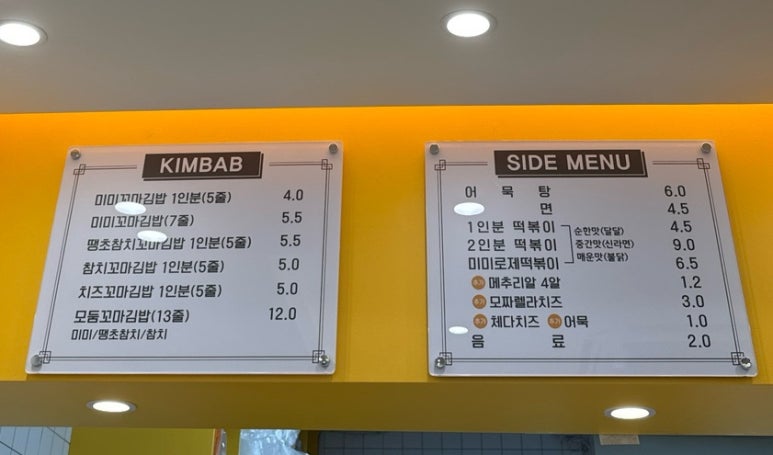 KIMBAB
미미꼬마김밥 1인분(5줄) 4.0
미미꼬마김밥(7줄) 5.5
땡초참치꼬마김밥 1인분(5줄) 5.5
참치꼬마김밥 1인분(5줄) 5.0
치즈꼬마김밥 1인분(5줄) 5.0
모둠꼬마김밥(13줄) 12.0
미미/땡초참치/참치
SIDE MENU
어 묵 탕 6.0
면 4.5
1인분 떡볶이 4.5
2인분 떡볶이 9.0
미미로제떡볶이 6.5
순한맛(달달)
중간맛(신라면)
매운맛(불닭)
추가 메추리알 4알 1.2
추가 모짜렐라치즈 3.0
추가 체다치즈 추가 어묵 1.0
음 료 2.0